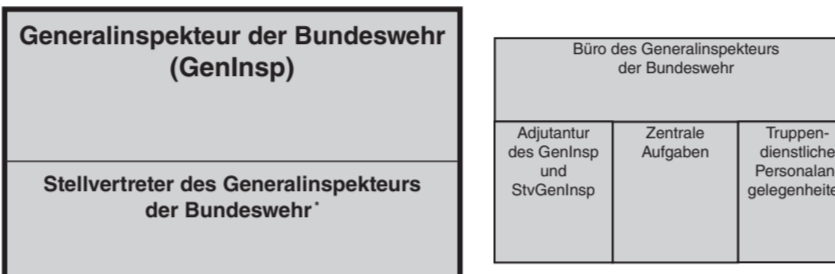 Generalinspekteur der Bundeswehr
(GenInsp)
Stellvertreter des Generalinspekteurs
der Bundeswehr*
Büro des Generalinspekteurs
der Bundeswehr
Adjutantur
des GenInsp
und
StvGenInsp
Zentrale
Aufgaben
Truppen-
dienstliche
Personalan
gelegenheite